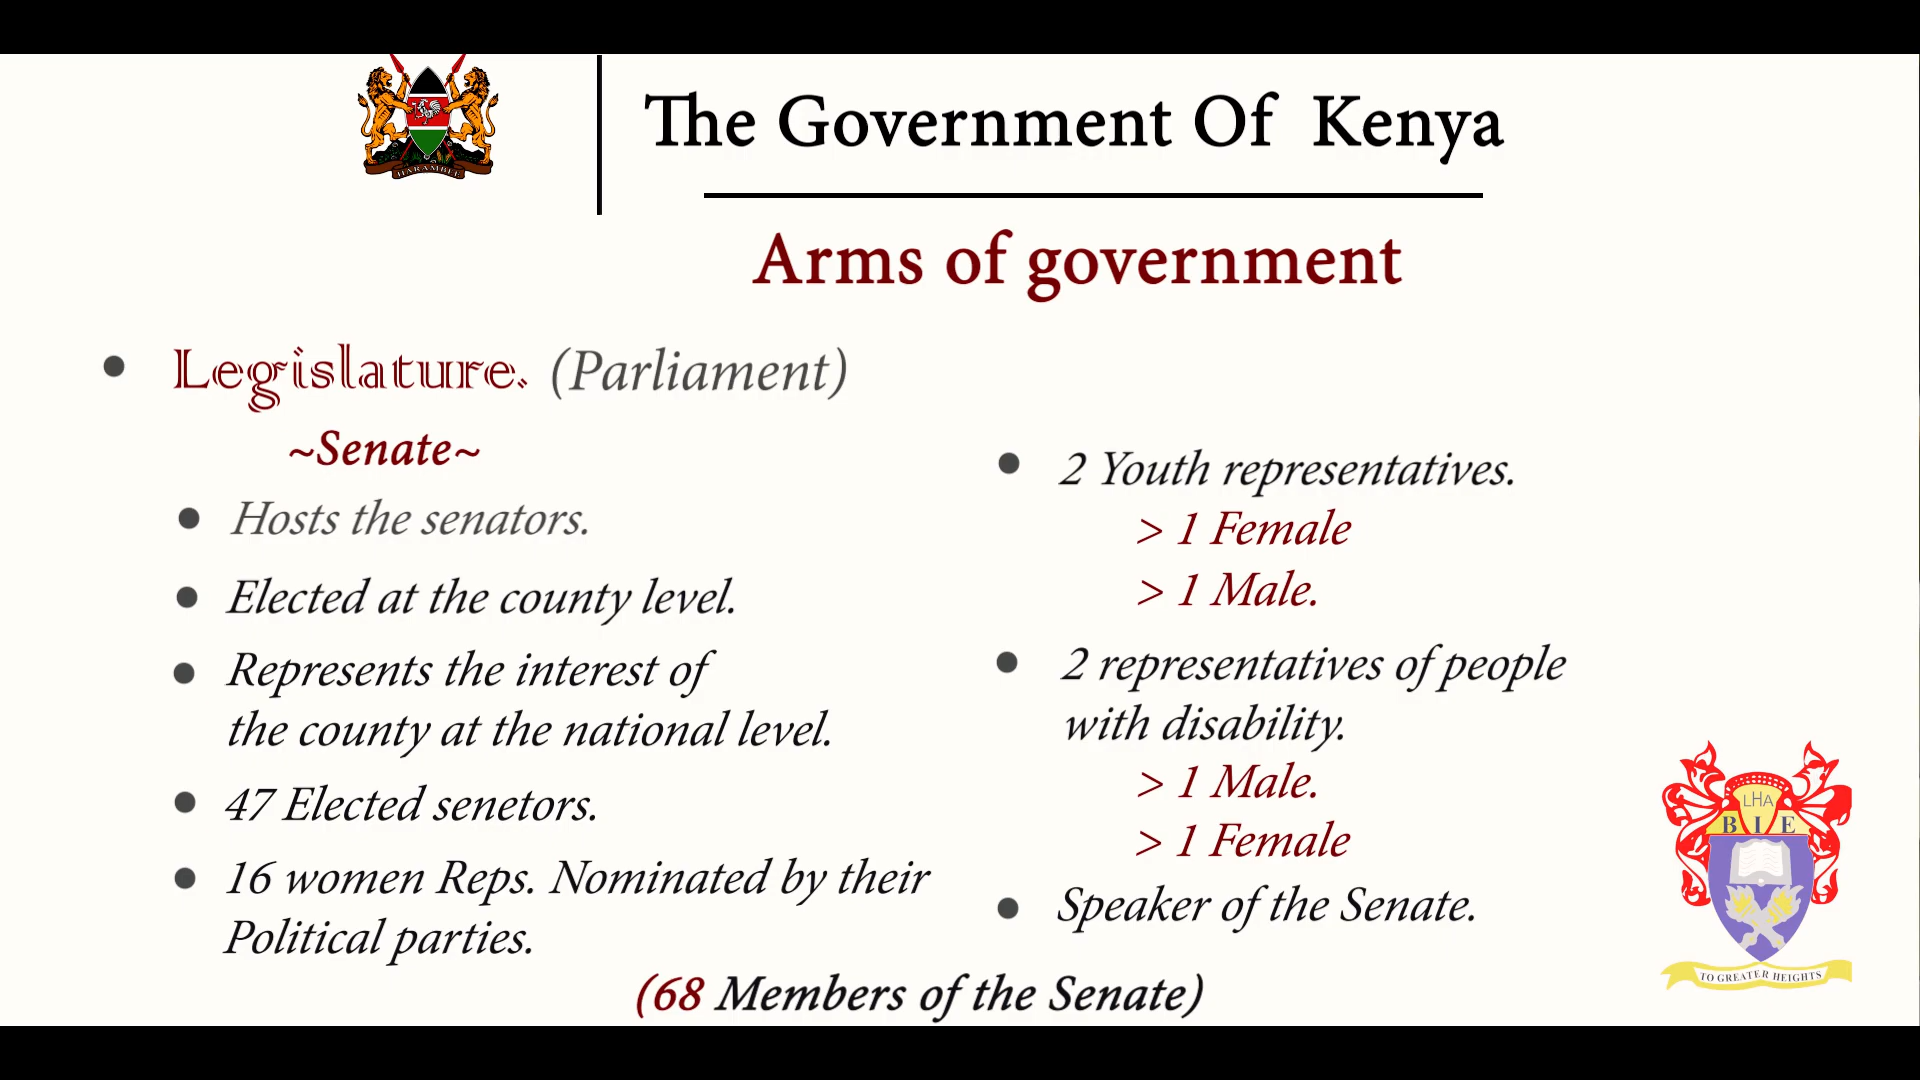 The Government Of Kenya
HARAMBEE
Arms of government
• Legislature. (Parliament)
~Senate~
• Hosts the senators.
• Elected at the county level.
• Represents the interest of
the county at the national level.
• 47 Elected senetors.
• 16 women Reps. Nominated by their
Political parties.
• 2 Youth representatives.
> 1 Female
> 1 Male.
• 2 representatives of people
with disability.
> 1 Male.
> 1 Female
• Speaker of the Senate.
(68 Members of the Senate)
LHA
B I E
TO GREATER HEIGHTS